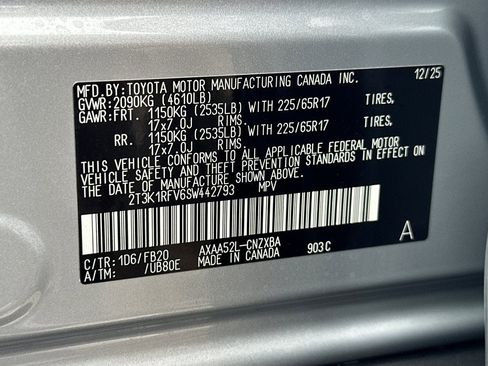 MFD.BY:TOYOTA MOTOR MANUFACTURING CANADA INC. 12/25
GVWR:2090KG (4610LB)
GAWR:FRT. 1150KG (2535LB) WITH 225/65R17 TIRES,
17x7.0J RIMS.
RR. 1150KG (2535LB) WITH 225/65R17 TIRES,
17x7.0J RIMS.
THIS VEHICLE CONFORMS TO ALL APPLICABLE FEDERAL MOTOR
VEHICLE SAFETY AND THEFT PREVENTION STANDARDS IN EFFECT ON
THE DATE OF MANUFACTURE SHOWN ABOVE.
2T3K1RFV6SW442793 MPV
C/TR:1D6/FB20 AXAA52L-CNZXBA A
A/TM: /UB80E MADE IN CANADA 903C